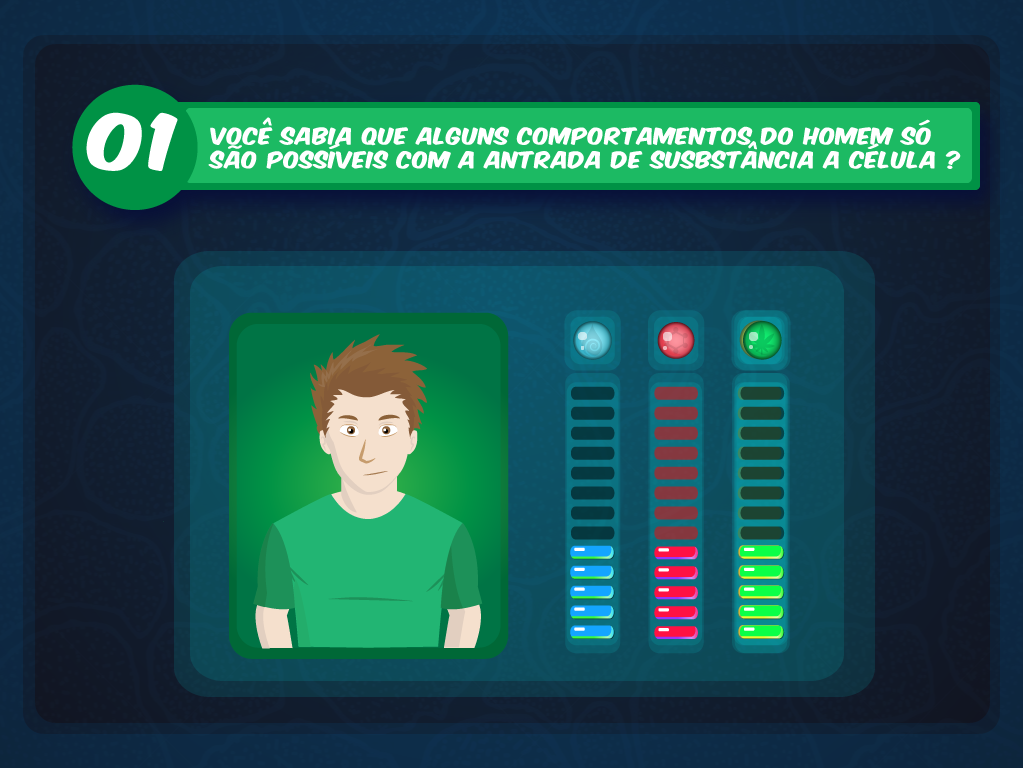 01
VOCÊ SABIA QUE ALGUNS COMPORTAMENTOS DO HOMEM SÓ
SÃO POSSÍVEIS COM A ANTRADA DE SUSBSTÂNCIA A CÉLULA ?